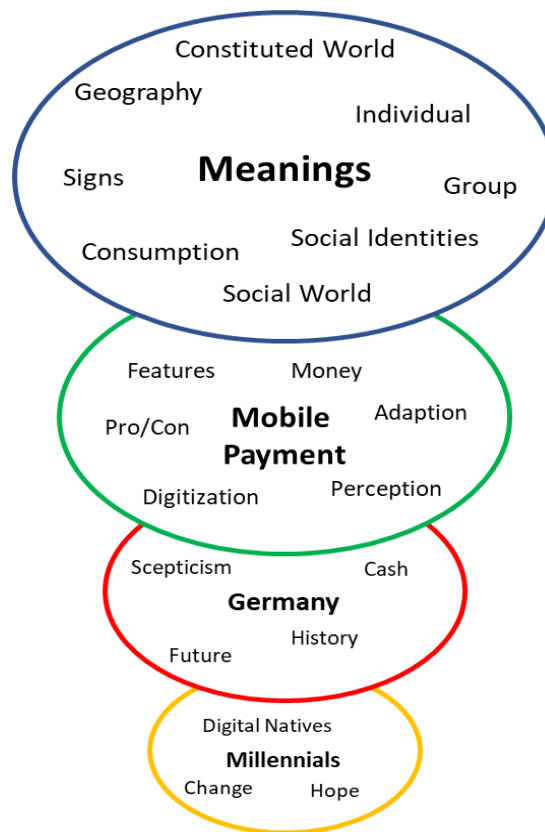 Constituted World
Geography
Individual
Meanings
Signs
Group
Social Identities
Consumption
Social World
Features
Money
Adaption
Pro/Con
Mobile
Payment
Perception
Digitization
Scepticism
Cash
Germany
History
Future
Digital Natives
Millennials
Change
Hope